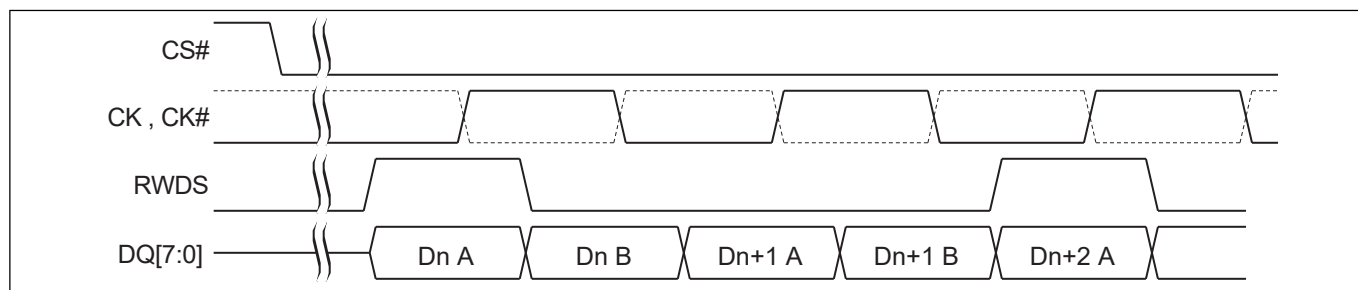 CS#
CK , CK#
RWDS
DQ[7:0] Dn A Dn B Dn+1 A Dn+1 B Dn+2 A